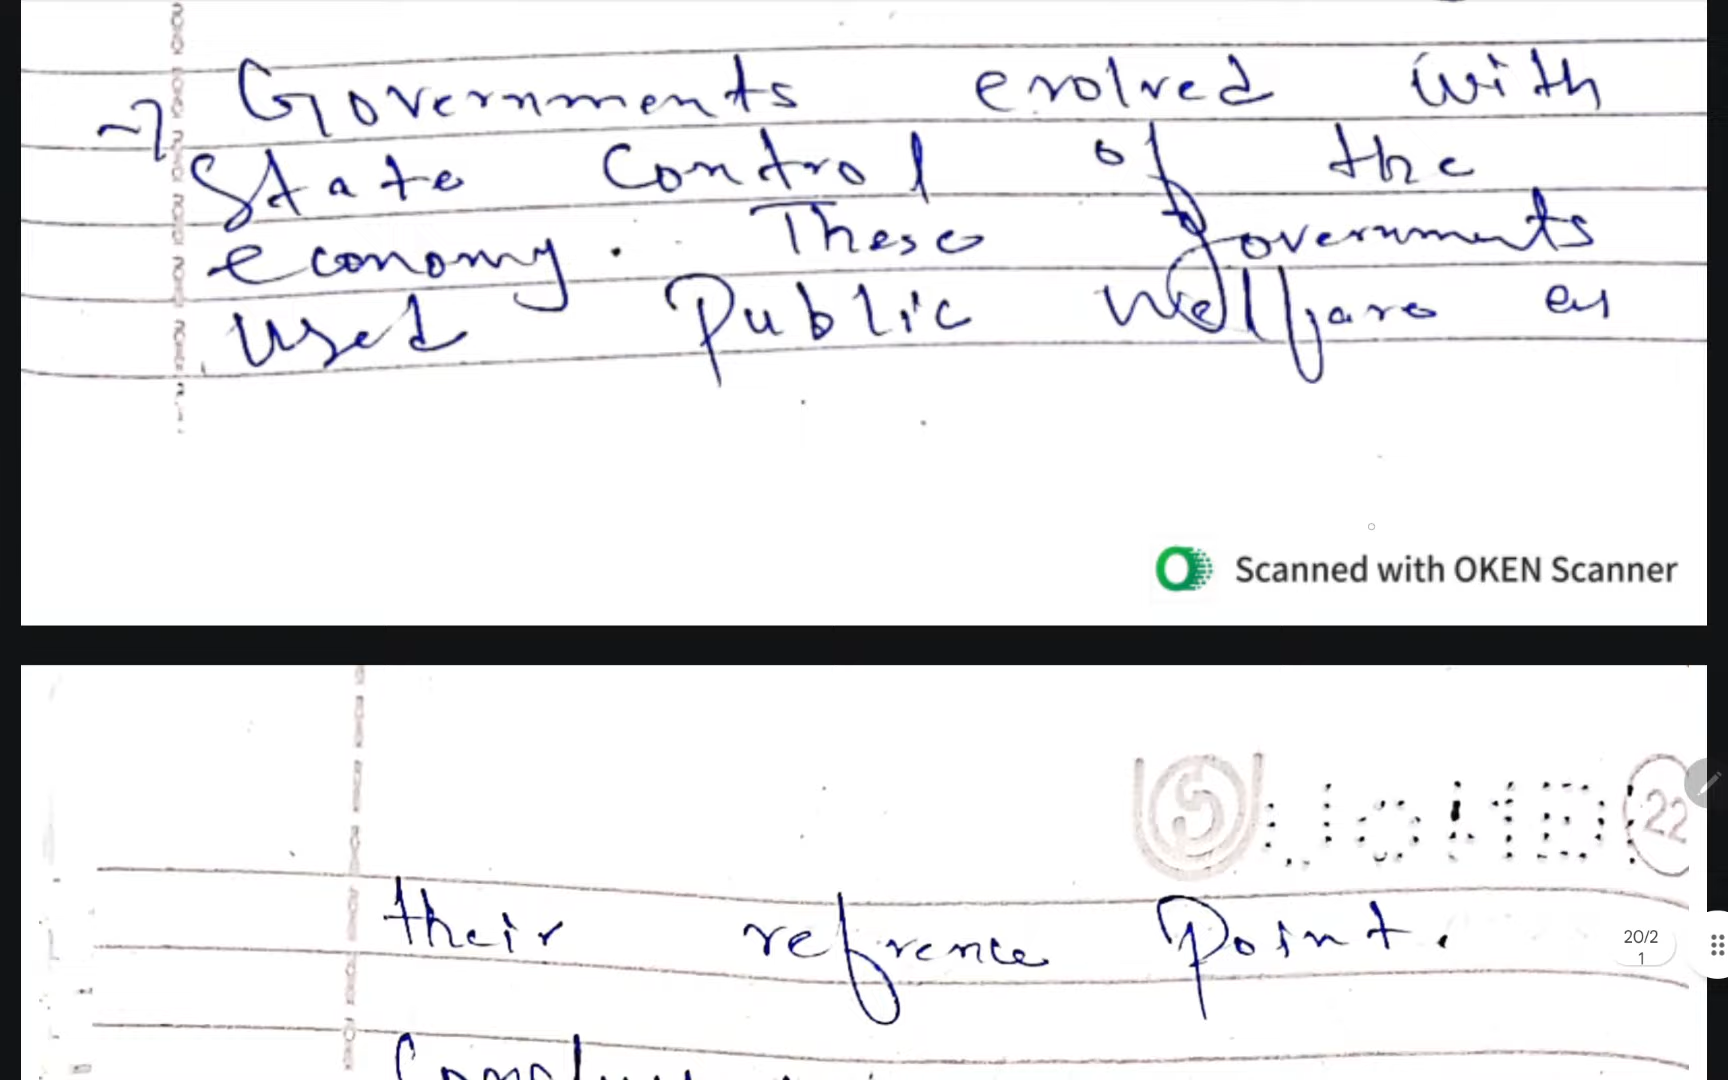 → Governments evolved with
State Control of the
economy. These governments
used Public Welfare as
Scanned with OKEN Scanner
22
their refrence Point.
20/2
1